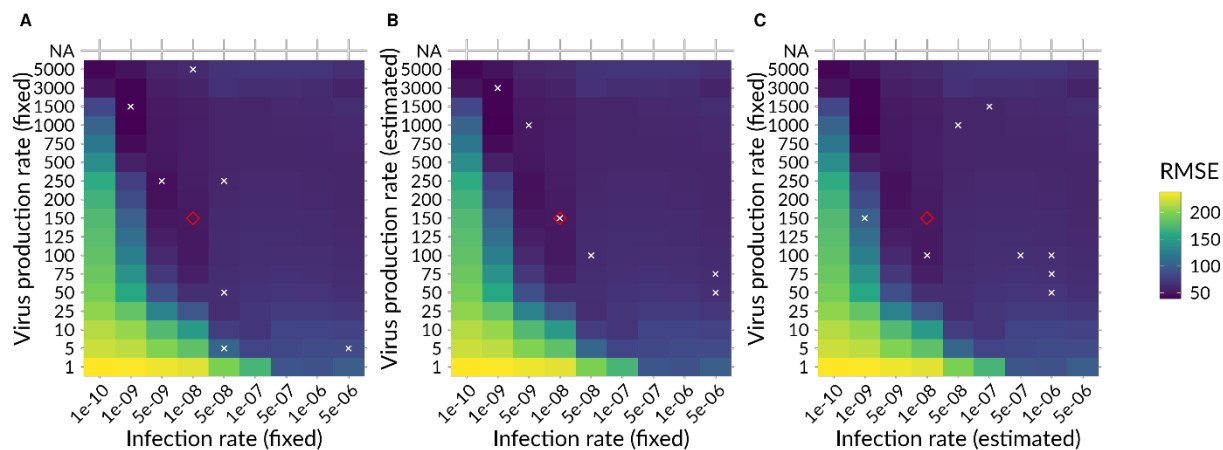 A
B
C
Virus production rate (fixed)
NA
5000
3000
1500
1000
750
500
250
200
150
125
100
75
50
25
10
5
1
1e-10
1e-09
5e-09
1e-08
5e-08
1e-07
5e-07
1e-06
5e-06
Infection rate (fixed)
Virus production rate (estimated)
NA
5000
3000
1500
1000
750
500
250
200
150
125
100
75
50
25
10
5
1
1e-10
1e-09
5e-09
1e-08
5e-08
1e-07
5e-07
1e-06
5e-06
Infection rate (fixed)
Virus production rate (fixed)
NA
5000
3000
1500
1000
750
500
250
200
150
125
100
75
50
25
10
5
1
1e-10
1e-09
5e-09
1e-08
5e-08
1e-07
5e-07
1e-06
5e-06
Infection rate (estimated)
RMSE
200
150
100
50